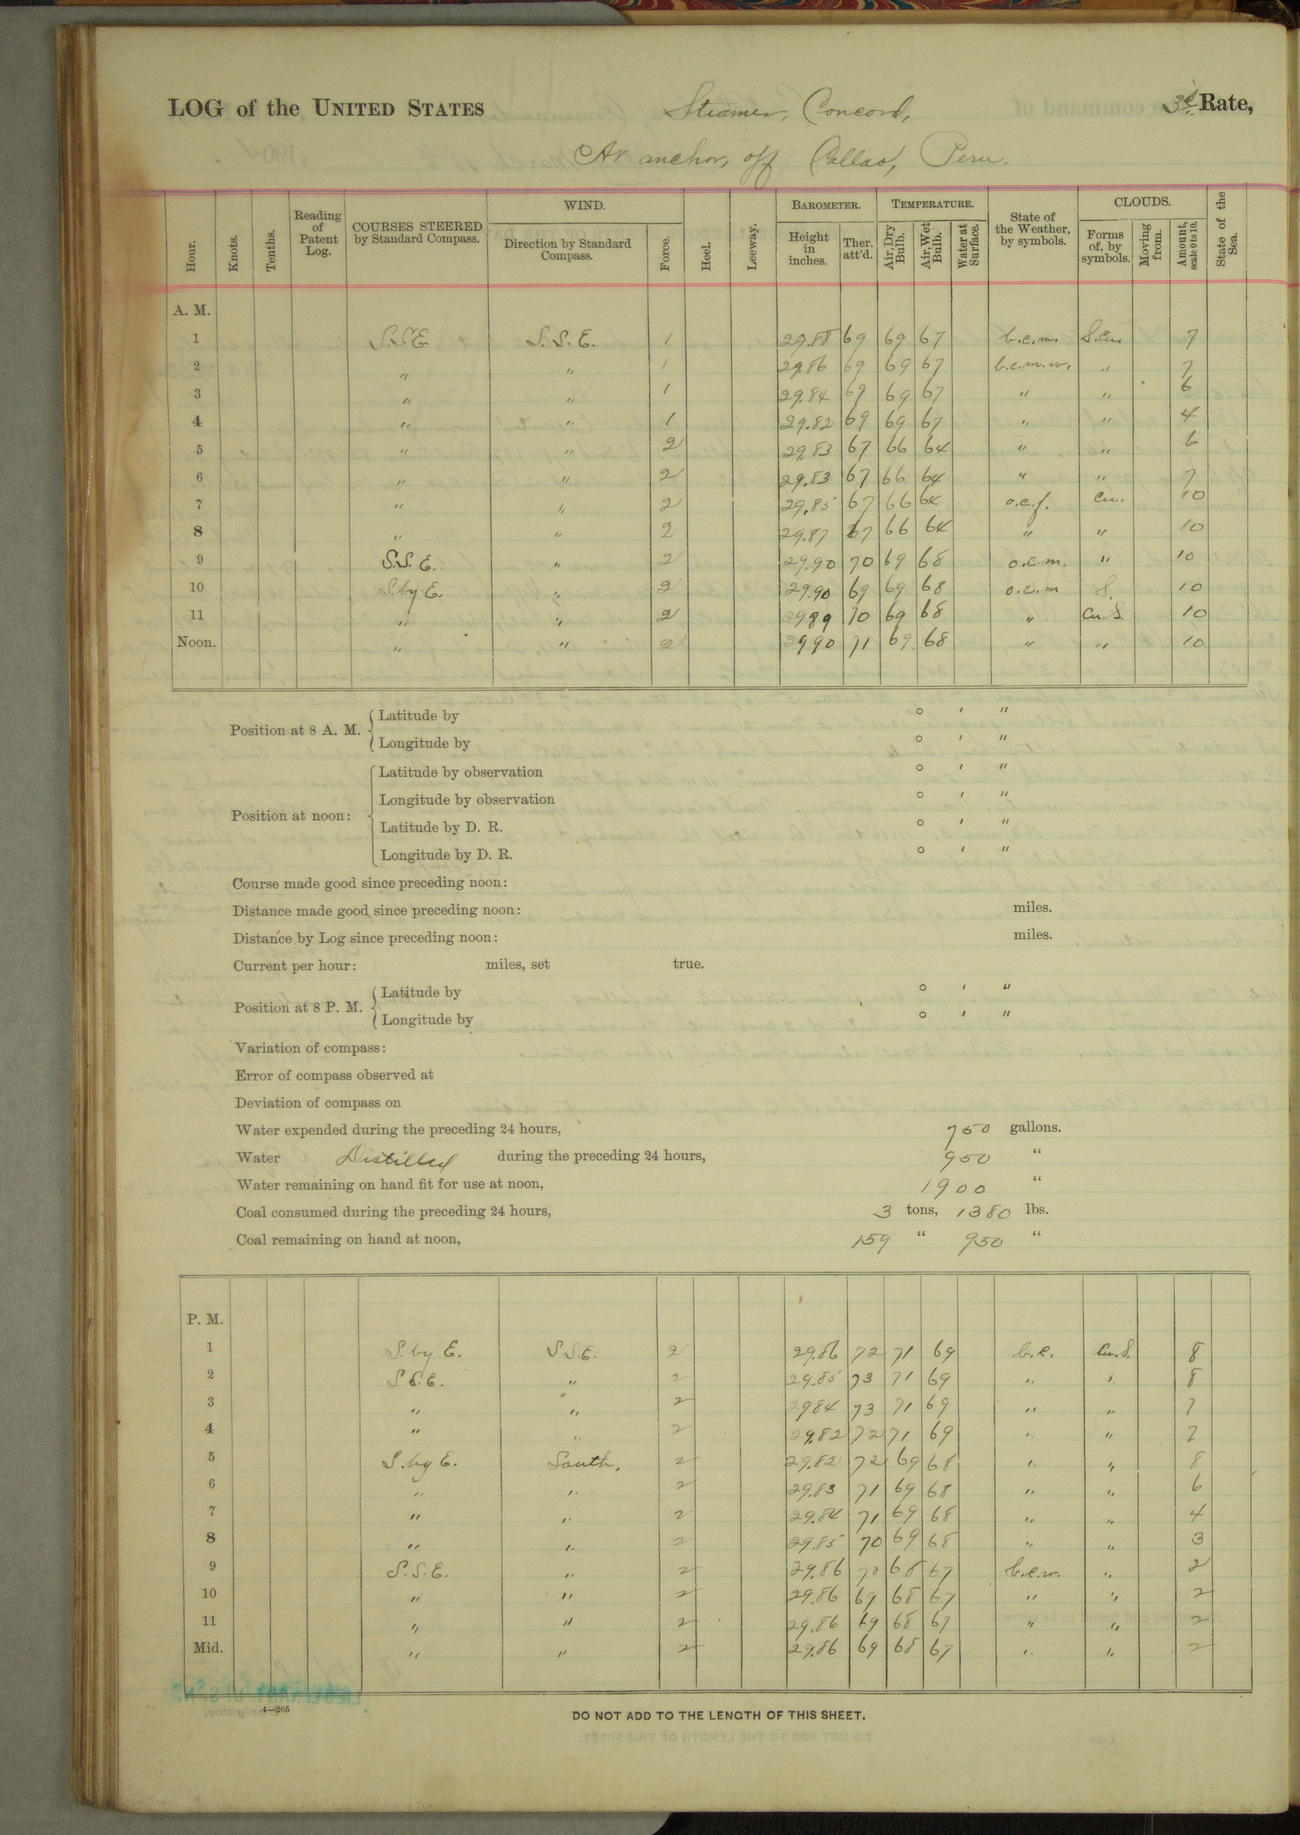 LOG of the UNITED STATES Steamer, Concord, 3d Rate,
At anchor, off Callao, Peru.
Hour. Knots. Tenths. Reading of Patent Log. COURSES STEERED by Standard Compass. WIND. Direction by Standard Compass. Force. Heel. Leeway. BAROMETER. Height in inches. Ther. att'd. TEMPERATURE. Air, Dry Bulb. Air, Wet Bulb. Water at Surface. State of the Weather, by symbols. CLOUDS. Forms of, by symbols. Moving from. Amount, scale 0 to 10. State of the Sea.
A. M.
1 S.S.E. S.S.E. 1 29.88 69 69 67 b.c.m. S.cu. 7
2 " " 1 29.86 69 69 67 b.c.m.w. " 7
3 " " 1 29.84 69 69 67 " " 6
4 " " 1 29.82 69 69 67 " " 4
5 " " 2 29.83 67 66 64 " " 6
6 " " 2 29.83 67 66 64 " " 7
7 " " 2 29.85 67 66 64 o.c.f. cu. 10
8 " " 2 29.87 67 66 64 " " 10
9 S.S.E. " 2 29.90 70 69 68 o.c.m. " 10
10 S.by E. " 2 29.90 69 69 68 o.c.m S. 10
11 " " 2 2989 70 69 68 " Cu.S. 10
Noon. " " 2 2990 71 69 68 " " 10
Position at 8 A. M. Latitude by ° ′ ″
Longitude by ° ′ ″
Position at noon: Latitude by observation ° ′ ″
Longitude by observation ° ′ ″
Latitude by D. R. ° ′ ″
Longitude by D. R. ° ′ ″
Course made good since preceding noon:
Distance made good since preceding noon: miles.
Distance by Log since preceding noon: miles.
Current per hour: miles, set true.
Position at 8 P. M. Latitude by ° ′ ″
Longitude by ° ′ ″
Variation of compass:
Error of compass observed at
Deviation of compass on
Water expended during the preceding 24 hours, 750 gallons.
Water Distilled during the preceding 24 hours, 950 "
Water remaining on hand fit for use at noon, 1900 "
Coal consumed during the preceding 24 hours, 3 tons, 1380 lbs.
Coal remaining on hand at noon, 159 " 950 "
P. M.
1 S.by E. S.S.E. 2 29.86 72 71 69 b.c. Cu.S. 8
2 S.S.E. " 2 29.85 73 71 69 " " 8
3 " " 2 2984 73 71 69 " " 7
4 " " 2 29.82 72 71 69 " " 7
5 S.by E. South. 2 29.82 72 69 68 " " 8
6 " " 2 29.83 71 69 68 " " 6
7 " " 2 29.84 71 69 68 " " 4
8 " " 2 29.85 70 69 68 " " 3
9 S.S.E. " 2 29.86 70 68 67 b.c.w. " 2
10 " " 2 29.86 69 68 67 " " 2
11 " " 2 29.86 69 68 67 " " 2
Mid. " " 2 29.86 69 68 67 " " 2
4—265
DO NOT ADD TO THE LENGTH OF THIS SHEET.